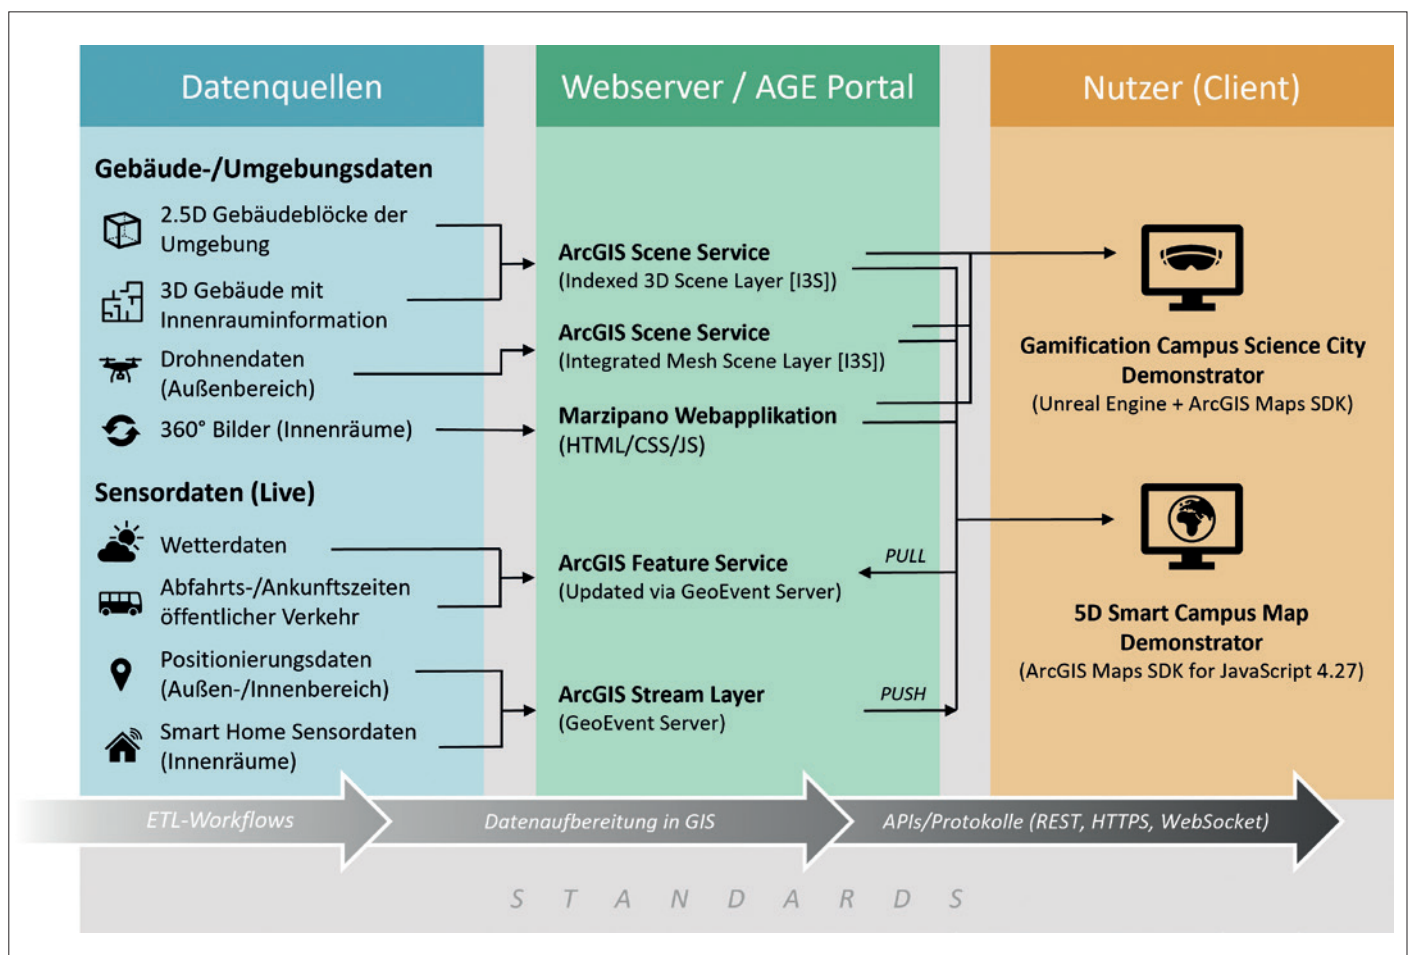 Datenquellen
Gebäude-/Umgebungsdaten
2.5D Gebäudeblöcke der
Umgebung
3D Gebäude mit
Innenrauminformation
Drohnendaten
(Außenbereich)
360° Bilder (Innenräume)
Sensordaten (Live)
Wetterdaten
Abfahrts-/Ankunftszeiten
öffentlicher Verkehr
Positionierungsdaten
(Außen-/Innenbereich)
Smart Home Sensordaten
(Innenräume)
Webserver / AGE Portal
ArcGIS Scene Service
(Indexed 3D Scene Layer [I3S])
ArcGIS Scene Service
(Integrated Mesh Scene Layer [I3S])
Marzipano Webapplikation
(HTML/CSS/JS)
ArcGIS Feature Service
(Updated via GeoEvent Server)
PULL
ArcGIS Stream Layer
(GeoEvent Server)
PUSH
Nutzer (Client)
Gamification Campus Science City
Demonstrator
(Unreal Engine + ArcGIS Maps SDK)
5D Smart Campus Map
Demonstrator
(ArcGIS Maps SDK for JavaScript 4.27)
ETL-Workflows
Datenaufbereitung in GIS
APIs/Protokolle (REST, HTTPS, WebSocket)
STANDARDS